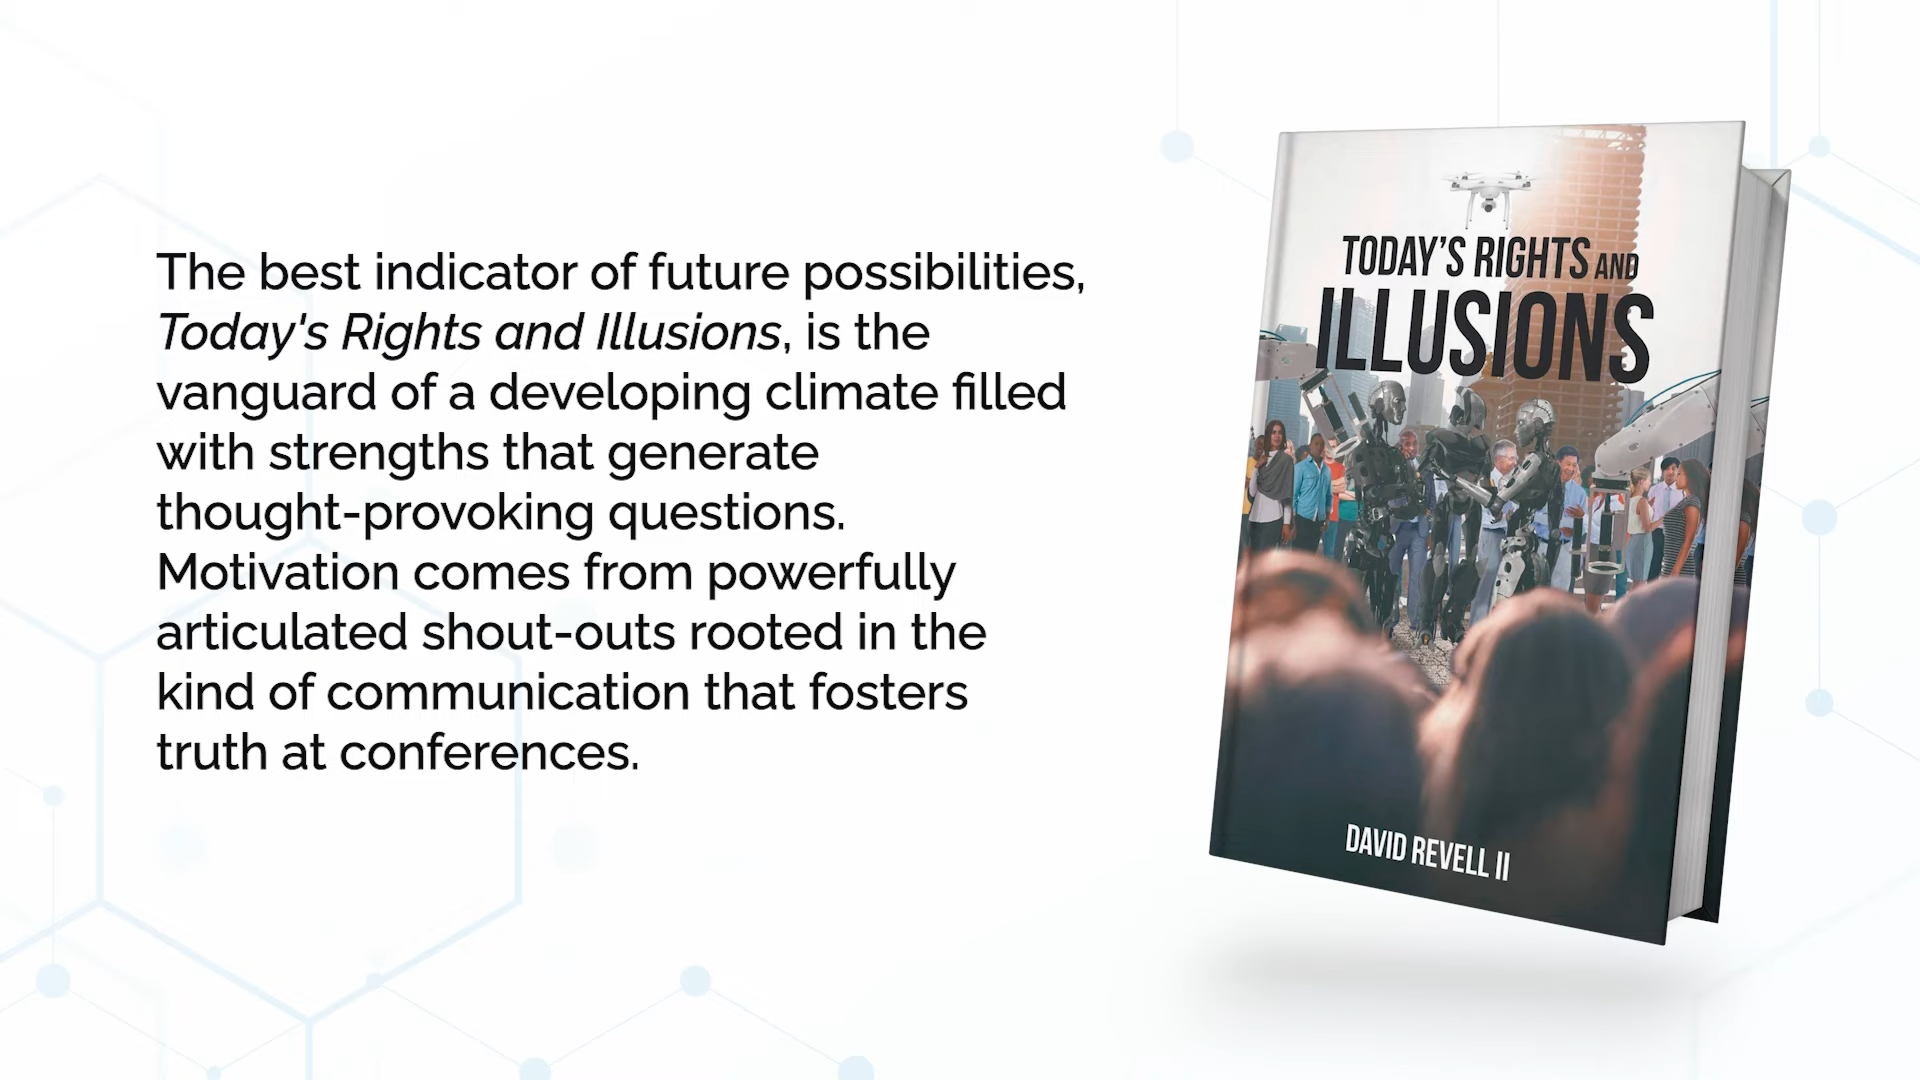 The best indicator of future possibilities,
Today's Rights and Illusions, is the
vanguard of a developing climate filled
with strengths that generate
thought-provoking questions.
Motivation comes from powerfully
articulated shout-outs rooted in the
kind of communication that fosters
truth at conferences.
TODAY'S RIGHTS AND
ILLUSIONS
DAVID REVELL II